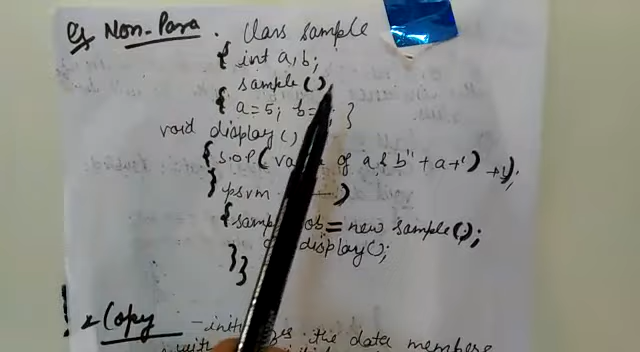 Eg Non-Para. class sample
{ int a, b;
sample()
{ a=5; b= ; }
void display()
{ S.O.P( of a & b" + a +' ') +b);
} psvm )
{ sample ob = new sample();
display();
} }
* Copy - the data members
with